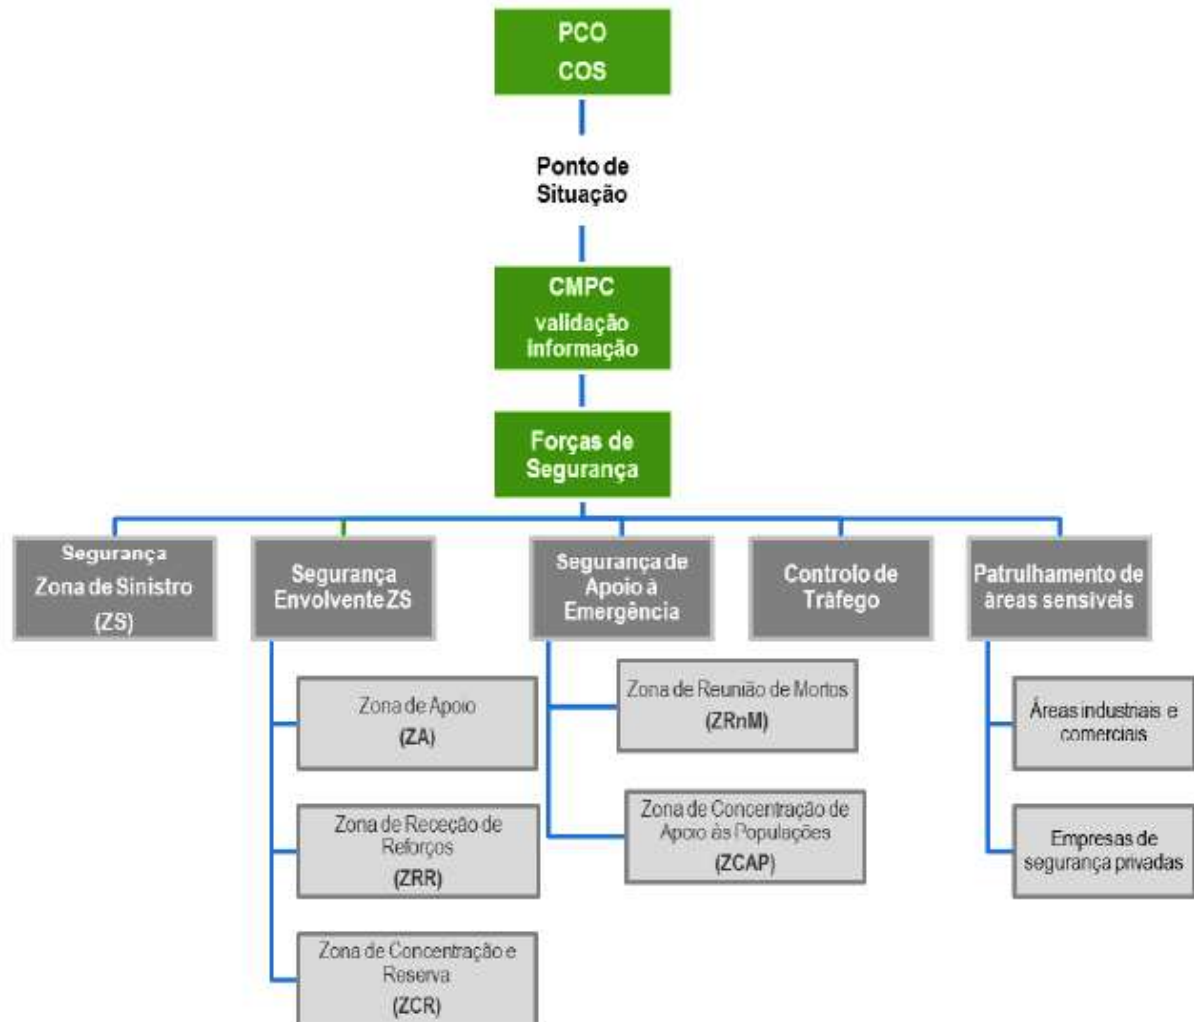 PCO
COS
Ponto de
Situação
CMPC
validação
informação
Forças de
Segurança
Segurança
Zona de Sinistro
(ZS)
Segurança
Envolvente ZS
Segurança de
Apoio à
Emergência
Controlo de
Tráfego
Patrulhamento de
áreas sensíveis
Zona de Apoio
(ZA)
Zona de Receção de
Reforços
(ZRR)
Zona de Concentração e
Reserva
(ZCR)
Zona de Reunião de Mortos
(ZRnM)
Zona de Concentração de
Apoio às Populações
(ZCAP)
Áreas industriais e
comerciais
Empresas de
segurança privadas